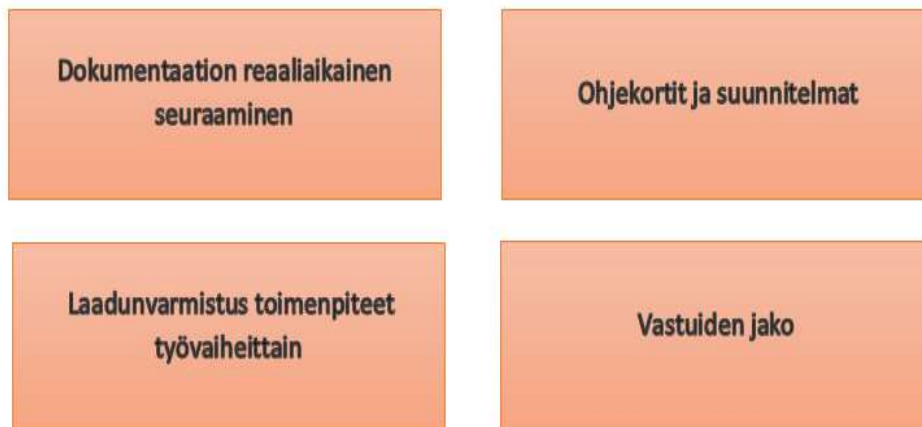 Dokumentaation reaaliaikainen
seuraaminen
Ohjekortit ja suunnitelmat
Laadunvarmistus toimenpiteet
työvaiheittain
Vastuiden jako